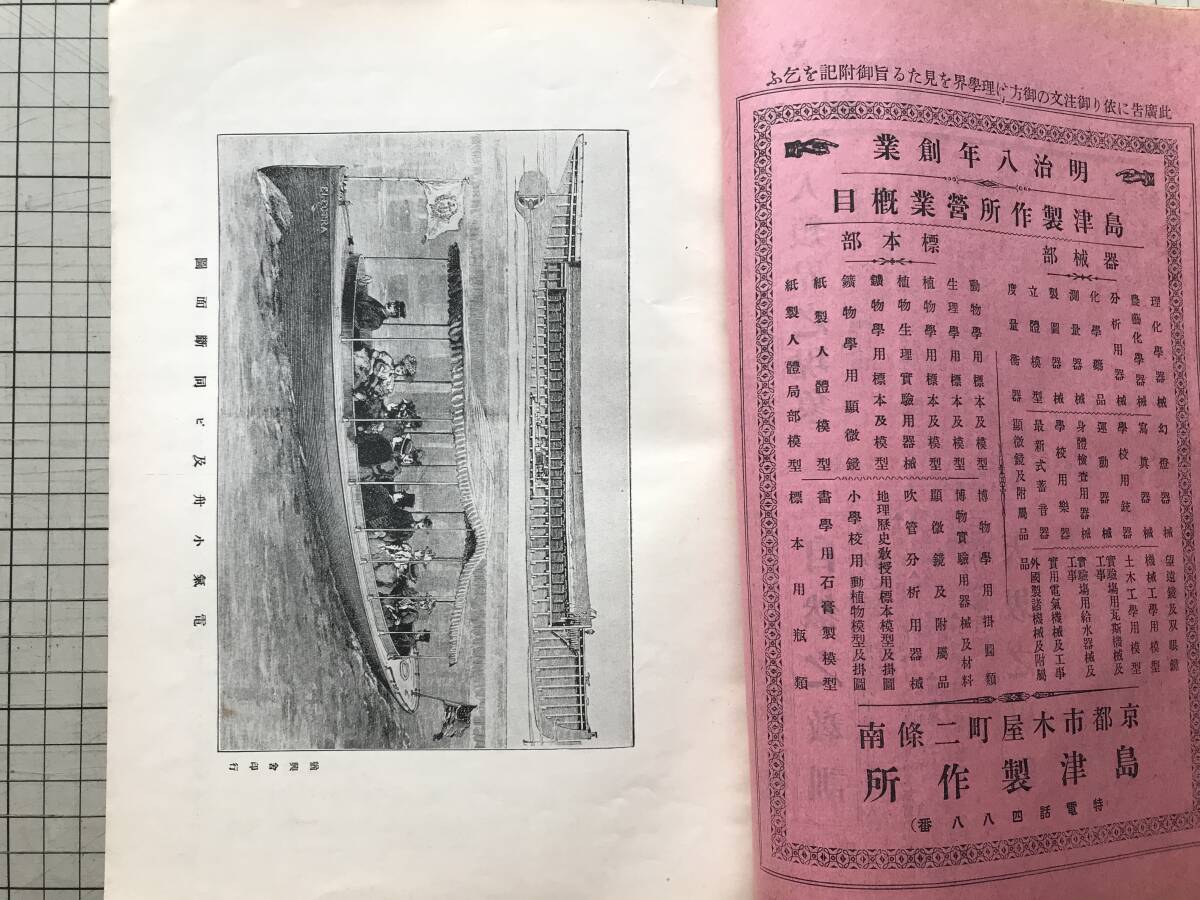 此廣告に依り御注文の御方は理學界を見たる旨御附記を乞ふ
明治八年創業
島津製作所營業概目
器械部
理化學器械
農藝化學器械
分析用器械
化學藥品
測量器械
製圖器械
立體模型
度量衡器
幻燈器械
寫眞器械
學校用銃器
運動器械
身體檢査用器械
學校用樂器
最新式蓄音器
顯微鏡及附屬品
望遠鏡及双眼鏡
機械工學用模型
土木工學用模型
實驗塲用瓦斯機械及工事
實驗塲用給水器械及工事
實用電氣機械及工學
外國製諸機械及附屬品
標本部
動物學用標本及模型
生理學用標本及模型
植物學用標本及模型
植物生理實驗用器械
鑛物學用標本及模型
鑛物學用顯微鏡
紙製人體模型
紙製人體局部模型
博物學用掛圖類
博物實驗用器械及材料
顯微鏡及附屬品
吹管分析用器械
地理歷史敎授用標本模型及掛圖
小學校用動植物模型及掛圖
畫學用石膏製模型
標本用瓶類
京都市木屋町二條南
島津製作所
(特電話四八八番)
電氣小舟及ビ同斷面圖
會印行